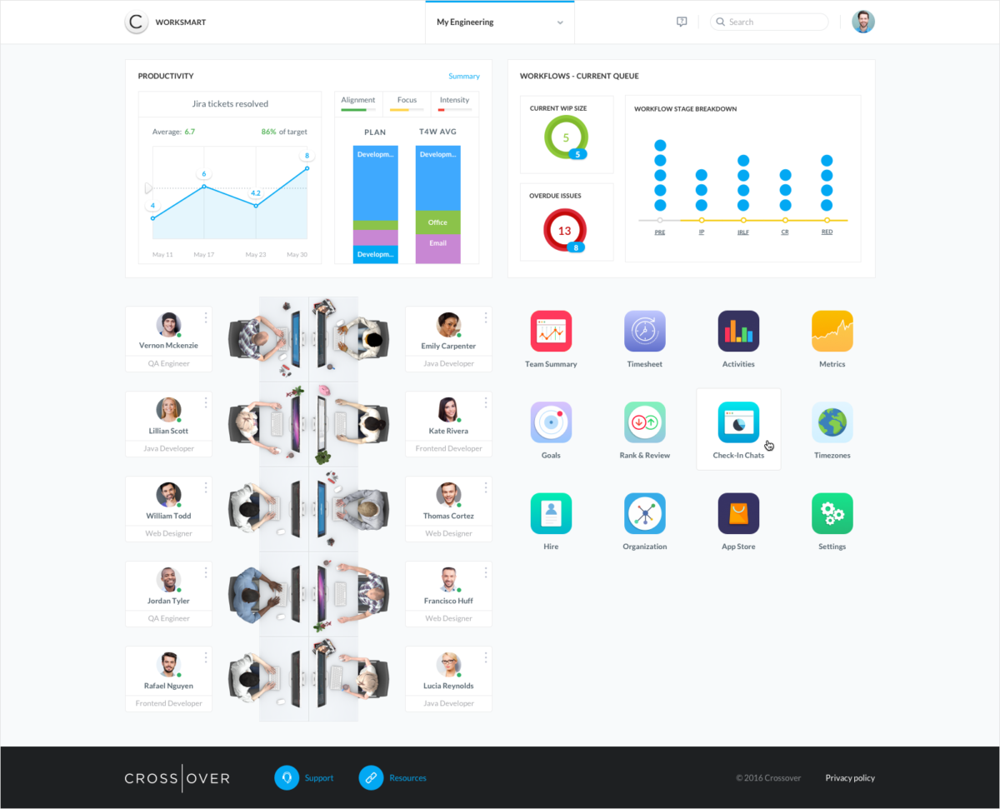 C WORKSMART
My Engineering
Search
PRODUCTIVITY
Summary
Jira tickets resolved
Average: 6.7
86% of target
4
6
4.2
8
May 11
May 17
May 23
May 30
Alignment
Focus
Intensity
PLAN
T4W AVG
Developm...
Developm...
Developm...
Office
Email
WORKFLOWS - CURRENT QUEUE
CURRENT WIP SIZE
5
5
OVERDUE ISSUES
13
8
WORKFLOW STAGE BREAKDOWN
PRE
IP
IRLF
CR
RED
Vernon Mckenzie
QA Engineer
Emily Carpenter
Java Developer
Lillian Scott
Java Developer
Kate Rivera
Frontend Developer
William Todd
Web Designer
Thomas Cortez
Web Designer
Jordan Tyler
QA Engineer
Francisco Huff
Web Designer
Rafael Nguyen
Frontend Developer
Lucia Reynolds
Java Developer
Team Summary
Timesheet
Activities
Metrics
Goals
Rank & Review
Check-In Chats
Timezones
Hire
Organization
App Store
Settings
CROSSOVER
Support
Resources
© 2016 Crossover
Privacy policy